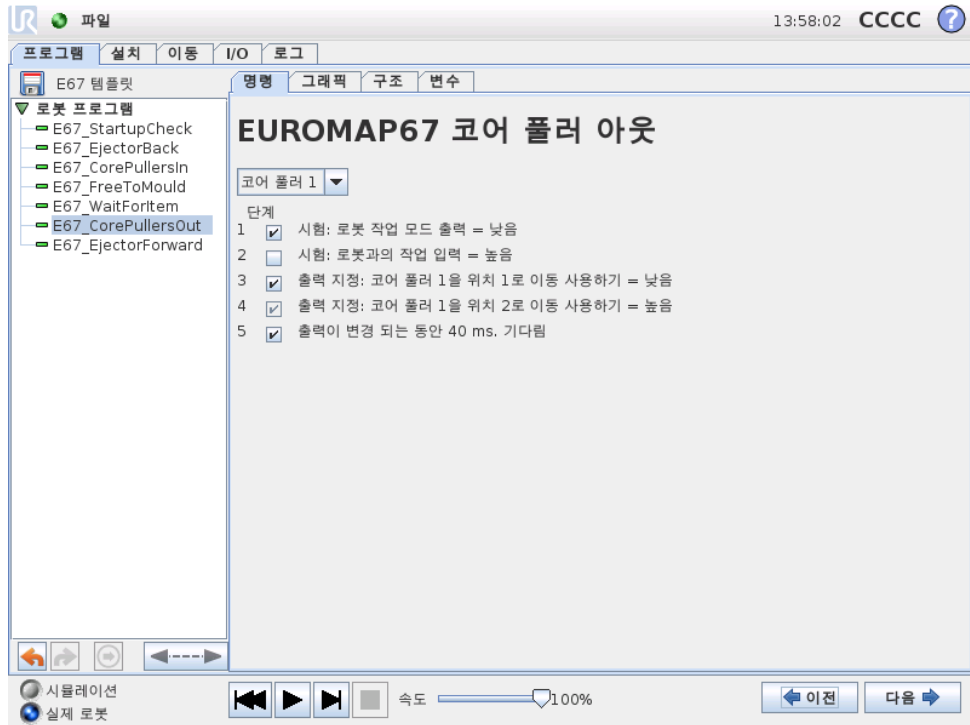 UR 파일 13:58:02 CCCC ?
프로그램 설치 이동 I/O 로그
E67 템플릿
명령 그래픽 구조 변수
로봇 프로그램
E67_StartupCheck
E67_EjectorBack
E67_CorePullersIn
E67_FreeToMould
E67_WaitForItem
E67_CorePullersOut
E67_EjectorForward
EUROMAP67 코어 풀러 아웃
코어 풀러 1
단계
1 시험: 로봇 작업 모드 출력 = 낮음
2 시험: 로봇과의 작업 입력 = 높음
3 출력 지정: 코어 풀러 1을 위치 1로 이동 사용하기 = 낮음
4 출력 지정: 코어 풀러 1을 위치 2로 이동 사용하기 = 높음
5 출력이 변경 되는 동안 40 ms. 기다림
시뮬레이션
실제 로봇
속도 100%
이전 다음